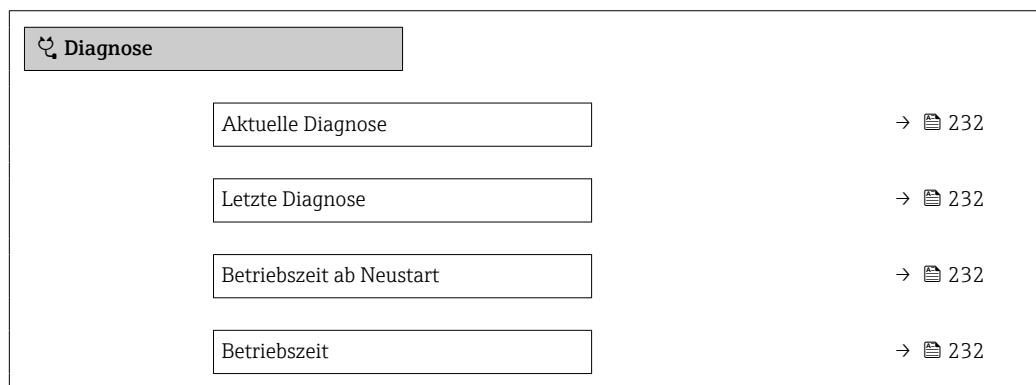 Diagnose
Aktuelle Diagnose → 232
Letzte Diagnose → 232
Betriebszeit ab Neustart → 232
Betriebszeit → 232